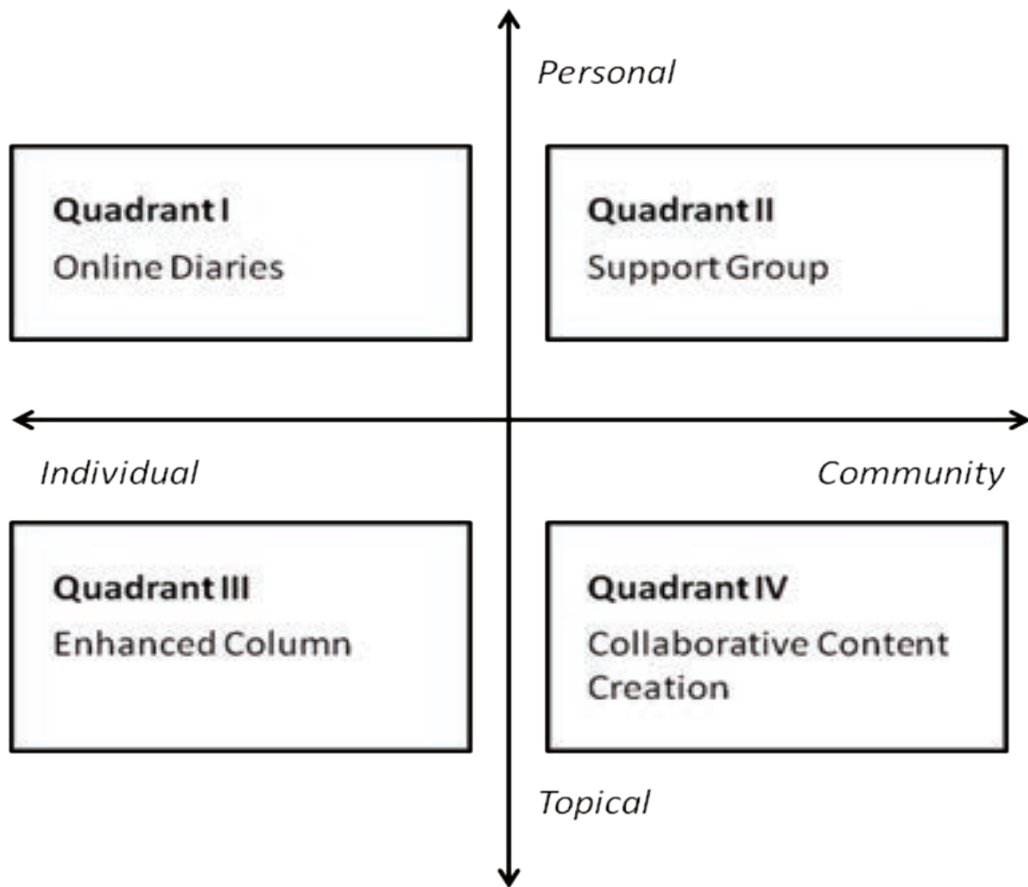 Personal
Quadrant I
Online Diaries
Quadrant II
Support Group
Individual
Community
Quadrant III
Enhanced Column
Quadrant IV
Collaborative Content
Creation
Topical